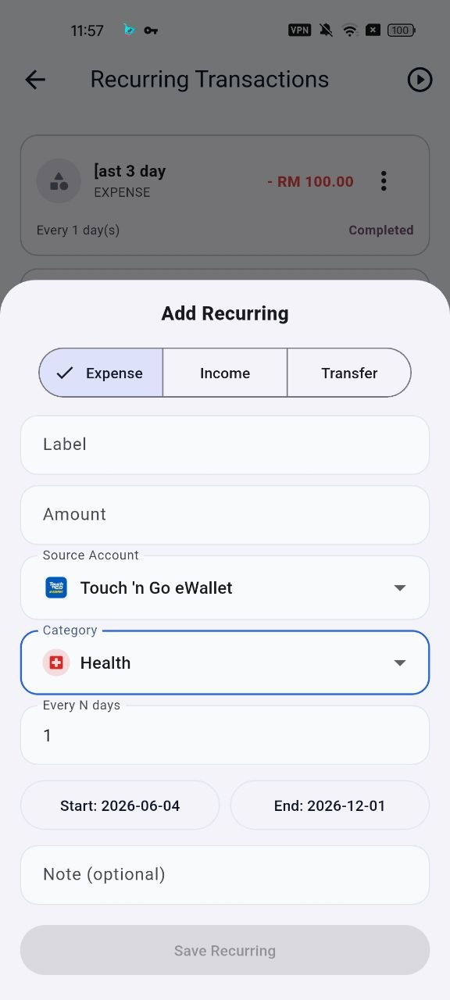 11:57 VPN 100
Recurring Transactions
[ast 3 day
- RM 100.00
EXPENSE
Every 1 day(s) Completed
Add Recurring
Expense Income Transfer
Label
Amount
Source Account
Touch 'n Go eWallet
Category
Health
Every N days
1
Start: 2026-06-04 End: 2026-12-01
Note (optional)
Save Recurring